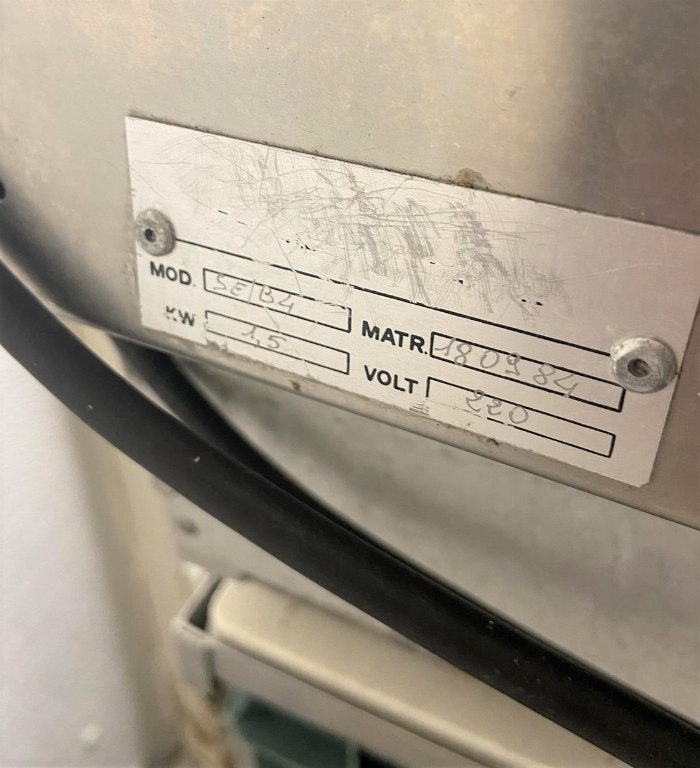 MOD. SE/B4
MATR. 180984
KW 1,5
VOLT 220